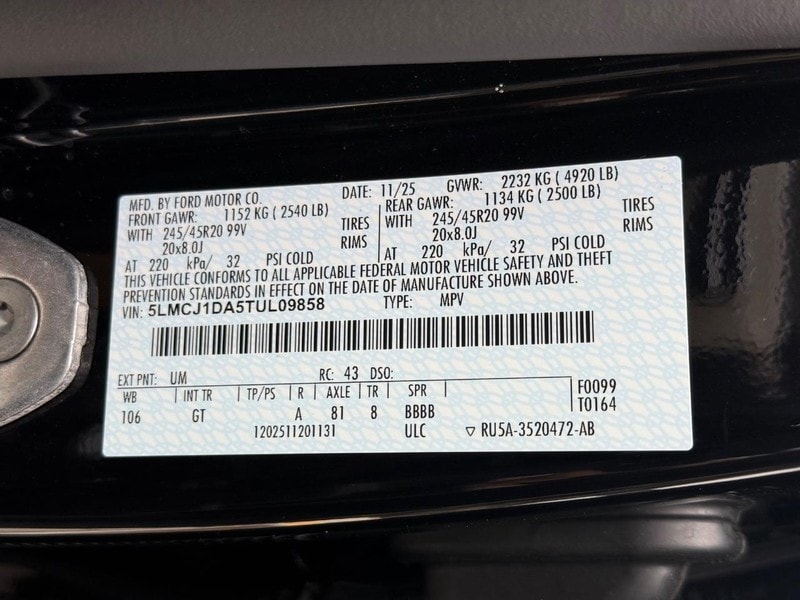 MFD. BY FORD MOTOR CO. DATE: 11/25 GVWR: 2232 KG ( 4920 LB)
FRONT GAWR: 1152 KG ( 2540 LB) REAR GAWR: 1134 KG ( 2500 LB)
WITH 245/45R20 99V TIRES WITH 245/45R20 99V TIRES
20x8.0J RIMS 20x8.0J RIMS
AT 220 kPa/ 32 PSI COLD AT 220 kPa/ 32 PSI COLD
THIS VEHICLE CONFORMS TO ALL APPLICABLE FEDERAL MOTOR VEHICLE SAFETY AND THEFT
PREVENTION STANDARDS IN EFFECT ON THE DATE OF MANUFACTURE SHOWN ABOVE.
VIN: 5LMCJ1DA5TUL09858 TYPE: MPV
EXT PNT: UM RC: 43 DSO:
WB | INT TR | TP/PS | R | AXLE | TR | SPR | F0099
106 GT A 81 8 BBBB T0164
1202511201131 ULC ▽ RU5A-3520472-AB